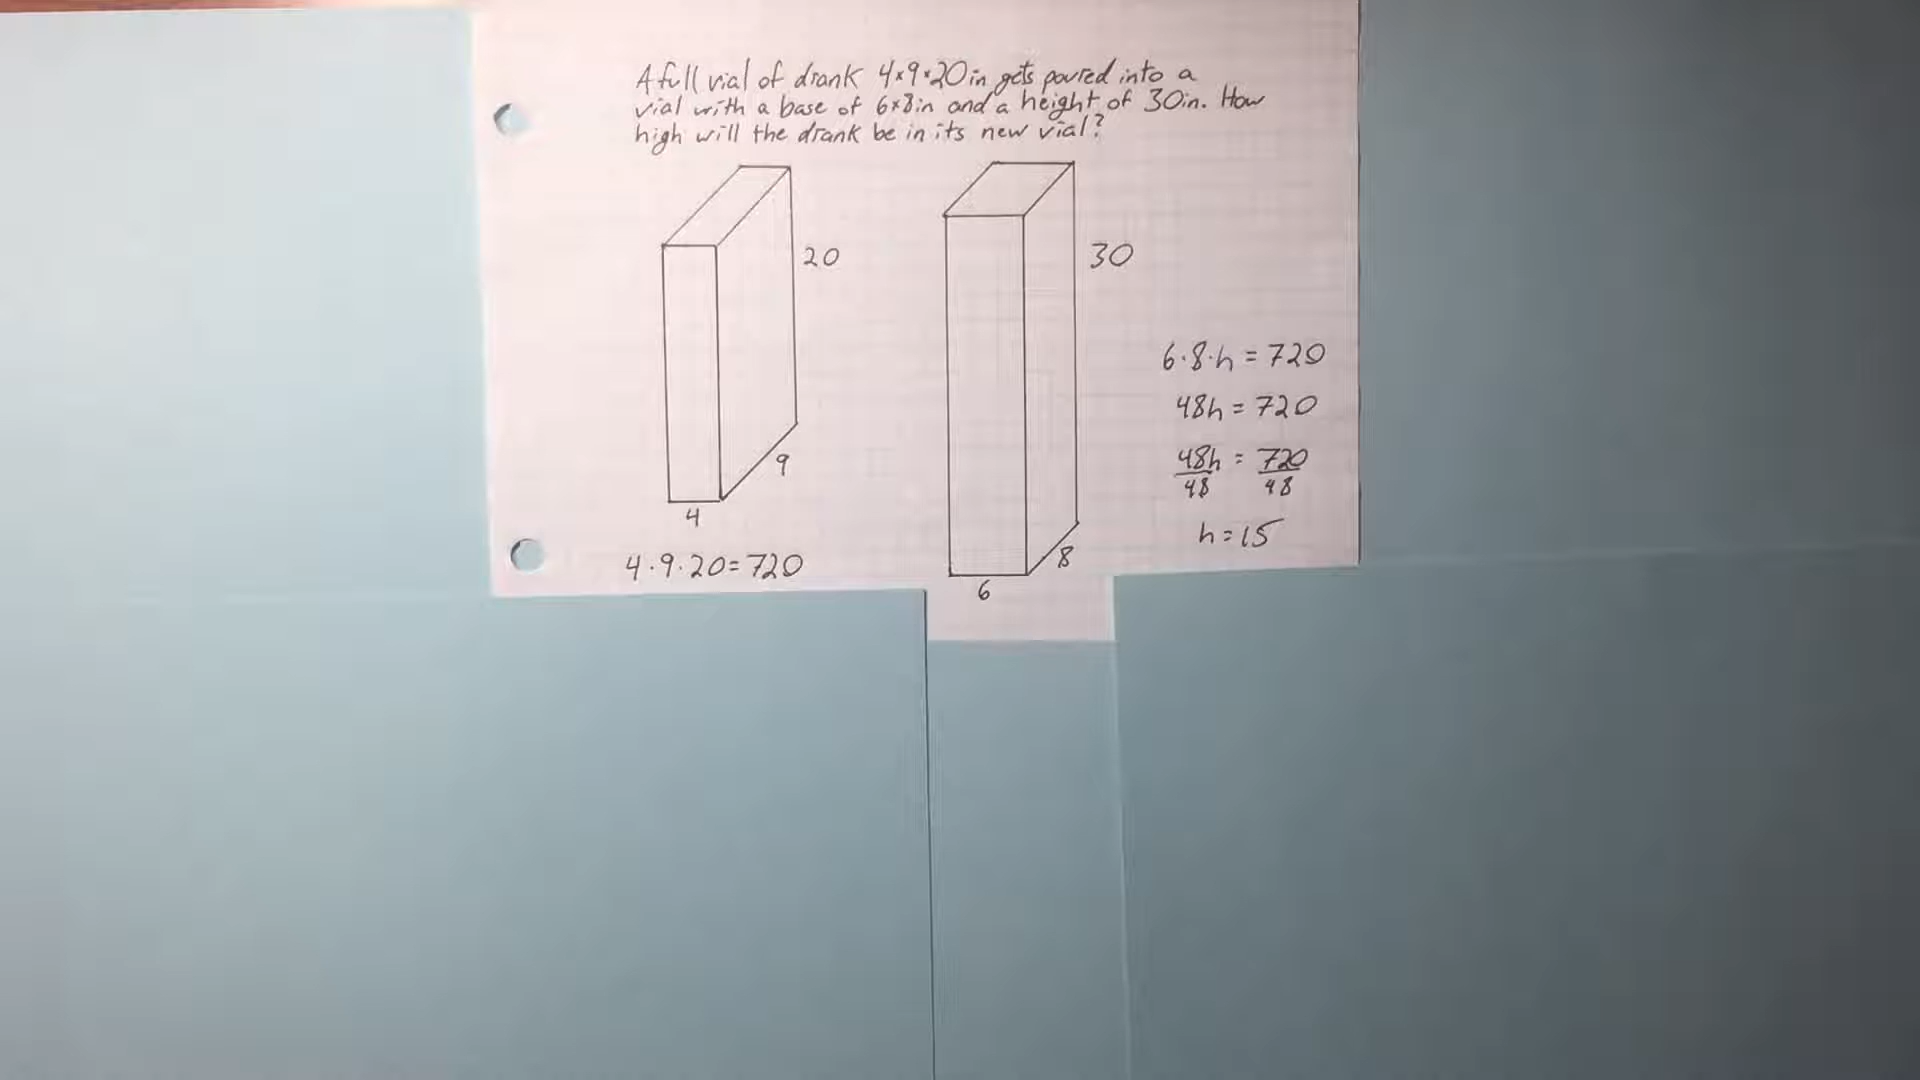 A full vial of drank 4×9×20in gets poured into a
vial with a base of 6×8in and a height of 30in. How
high will the drank be in its new vial?
20
30
6·8·h = 720
48h = 720
48h = 720
48 48
9
4
h = 15
8
4·9·20 = 720
6